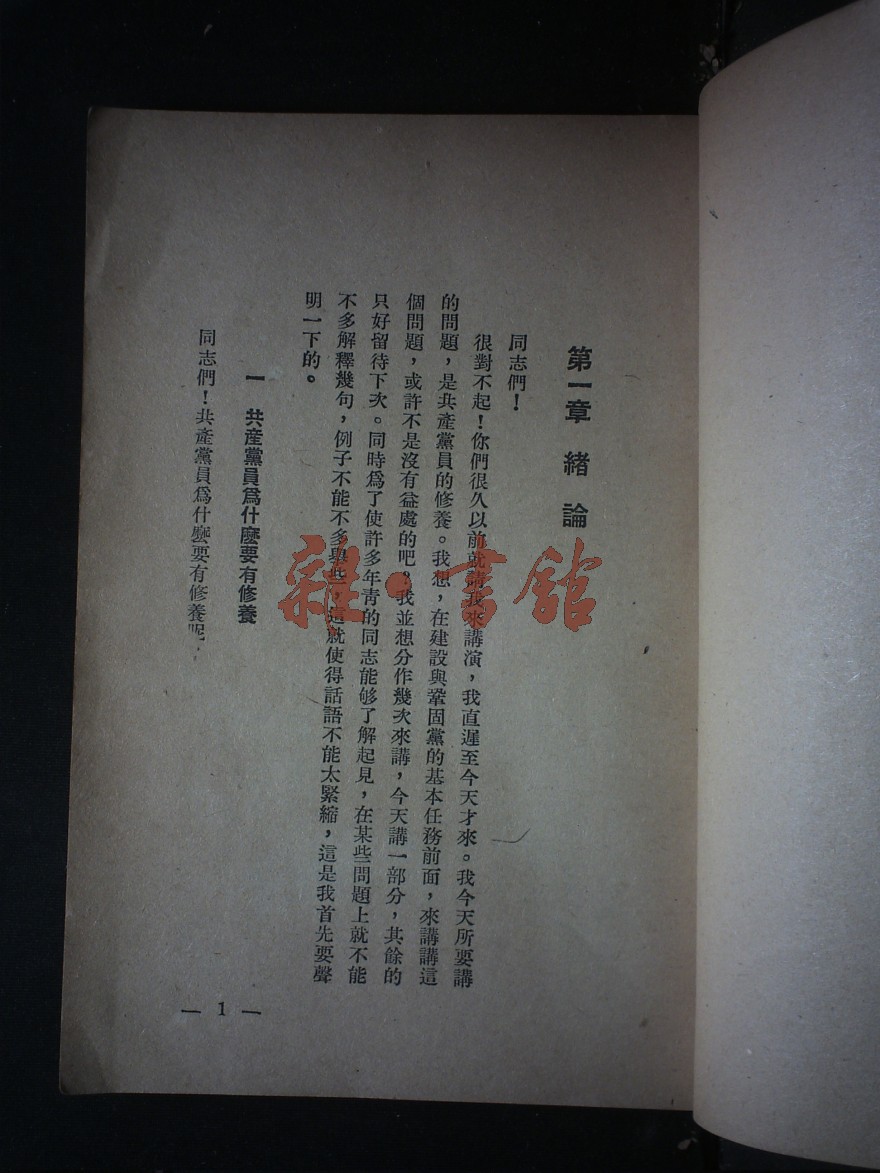 第一章 緒論
同志們！
很對不起！你們很久以前就請我來講演，我直遲至今天才來。我今天所要講
的問題，是共產黨員的修養。我想，在建設與鞏固黨的基本任務前面，來講講這
個問題，或許不是沒有益處的吧。我並想分作幾次來講，今天講一部分，其餘的
只好留待下次。同時爲了使許多年靑的同志能够了解起見，在某些問題上就不能
不多解釋幾句，例子不能不多舉些，這就使得話語不能太緊縮，這是我首先要聲
明一下的。
一 共產黨員爲什麽要有修養
同志們！共產黨員爲什麽要有修養呢，
— 1 —
雜·書館